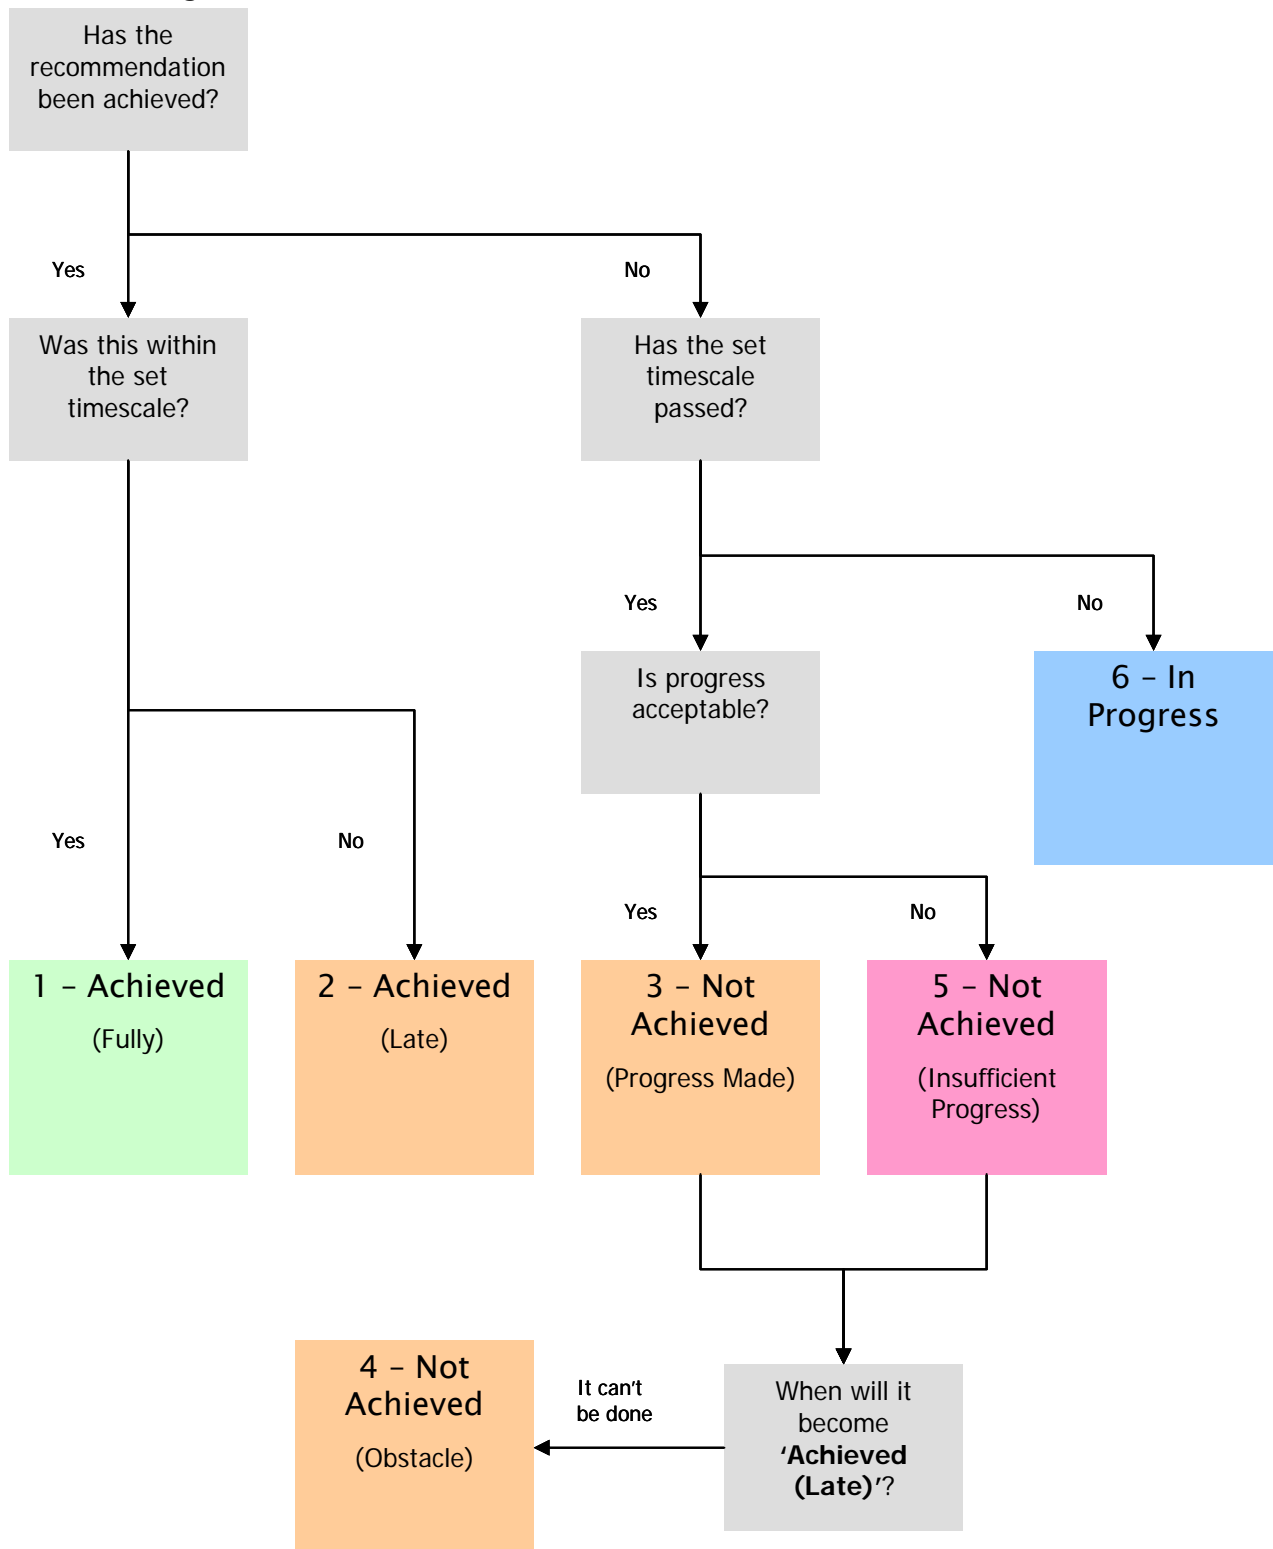 Has the
recommendation
been achieved?
Yes
No
Was this within
the set
timescale?
Has the set
timescale
passed?
Yes
No
Is progress
acceptable?
6 – In
Progress
Yes
No
Yes
No
1 – Achieved
(Fully)
2 – Achieved
(Late)
3 – Not
Achieved
(Progress Made)
5 – Not
Achieved
(Insufficient
Progress)
4 – Not
Achieved
(Obstacle)
It can't
be done
When will it
become
‘Achieved
(Late)’?